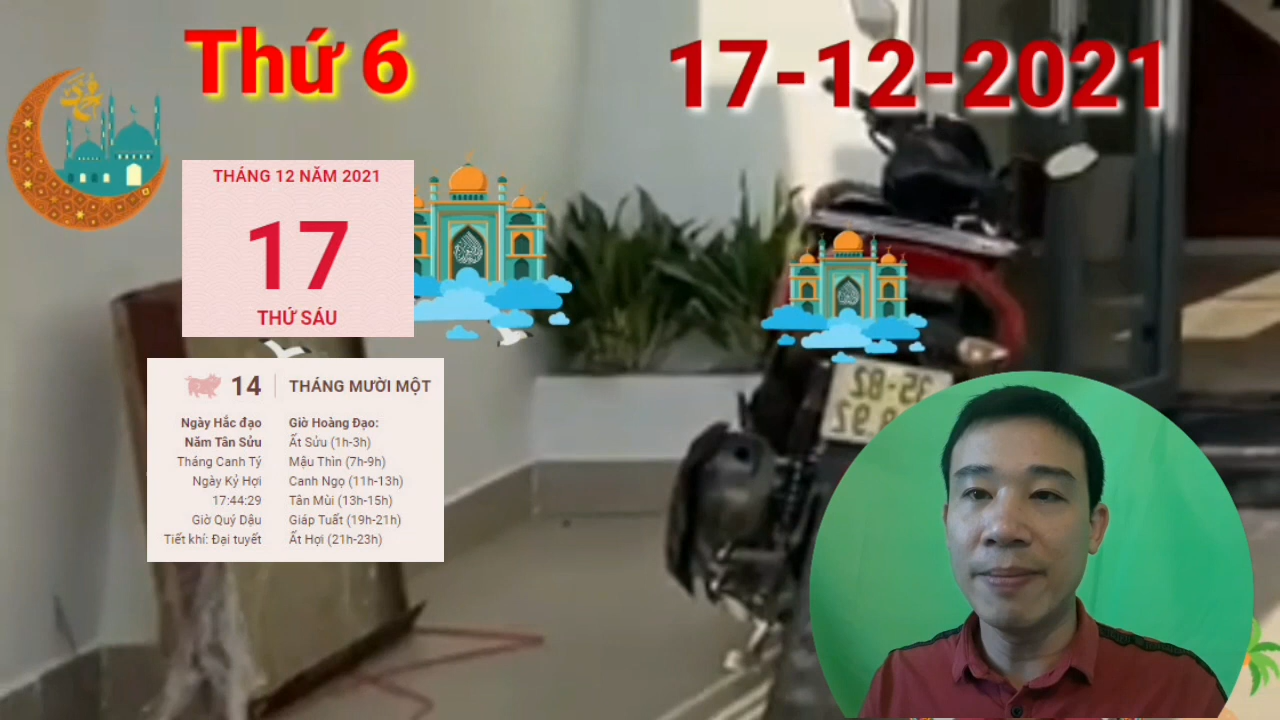 Thứ 6
17-12-2021
THÁNG 12 NĂM 2021
17
THỨ SÁU
14 THÁNG MƯỜI MỘT
Ngày Hắc đạo
Năm Tân Sửu
Tháng Canh Tý
Ngày Kỷ Hợi
17:44:29
Giờ Quý Dậu
Tiết khí: Đại tuyết
Giờ Hoàng Đạo:
Ất Sửu (1h-3h)
Mậu Thìn (7h-9h)
Canh Ngọ (11h-13h)
Tân Mùi (13h-15h)
Giáp Tuất (19h-21h)
Ất Hợi (21h-23h)